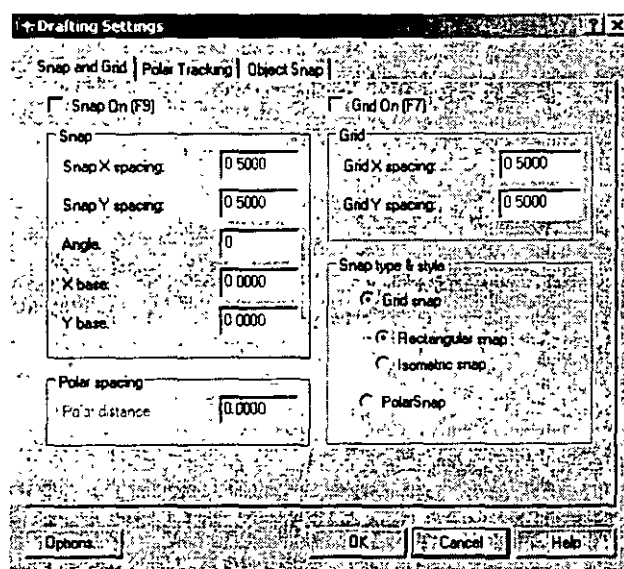 Drafting Settings
Snap and Grid
Polar Tracking
Object Snap
Snap On (F9)
Grid On (F7)
Snap
Snap X spacing:
0.5000
Snap Y spacing:
0.5000
Angle:
0
X base:
0.0000
Y base:
0.0000
Polar spacing
Polar distance
0.0000
Grid
Grid X spacing:
0.5000
Grid Y spacing:
0.5000
Snap type & style
Grid snap
Rectangular snap
Isometric snap
PolarSnap
Options...
OK
Cancel
Help